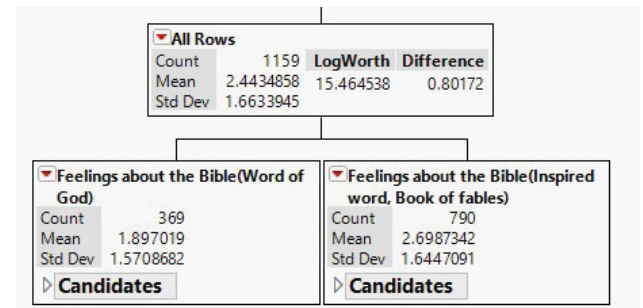 All Rows
Count 1159 LogWorth Difference
Mean 2.4434858 15.464538 0.80172
Std Dev 1.6633945
Feelings about the Bible(Word of
God)
Count 369
Mean 1.897019
Std Dev 1.5708682
Candidates
Feelings about the Bible(Inspired
word, Book of fables)
Count 790
Mean 2.6987342
Std Dev 1.6447091
Candidates